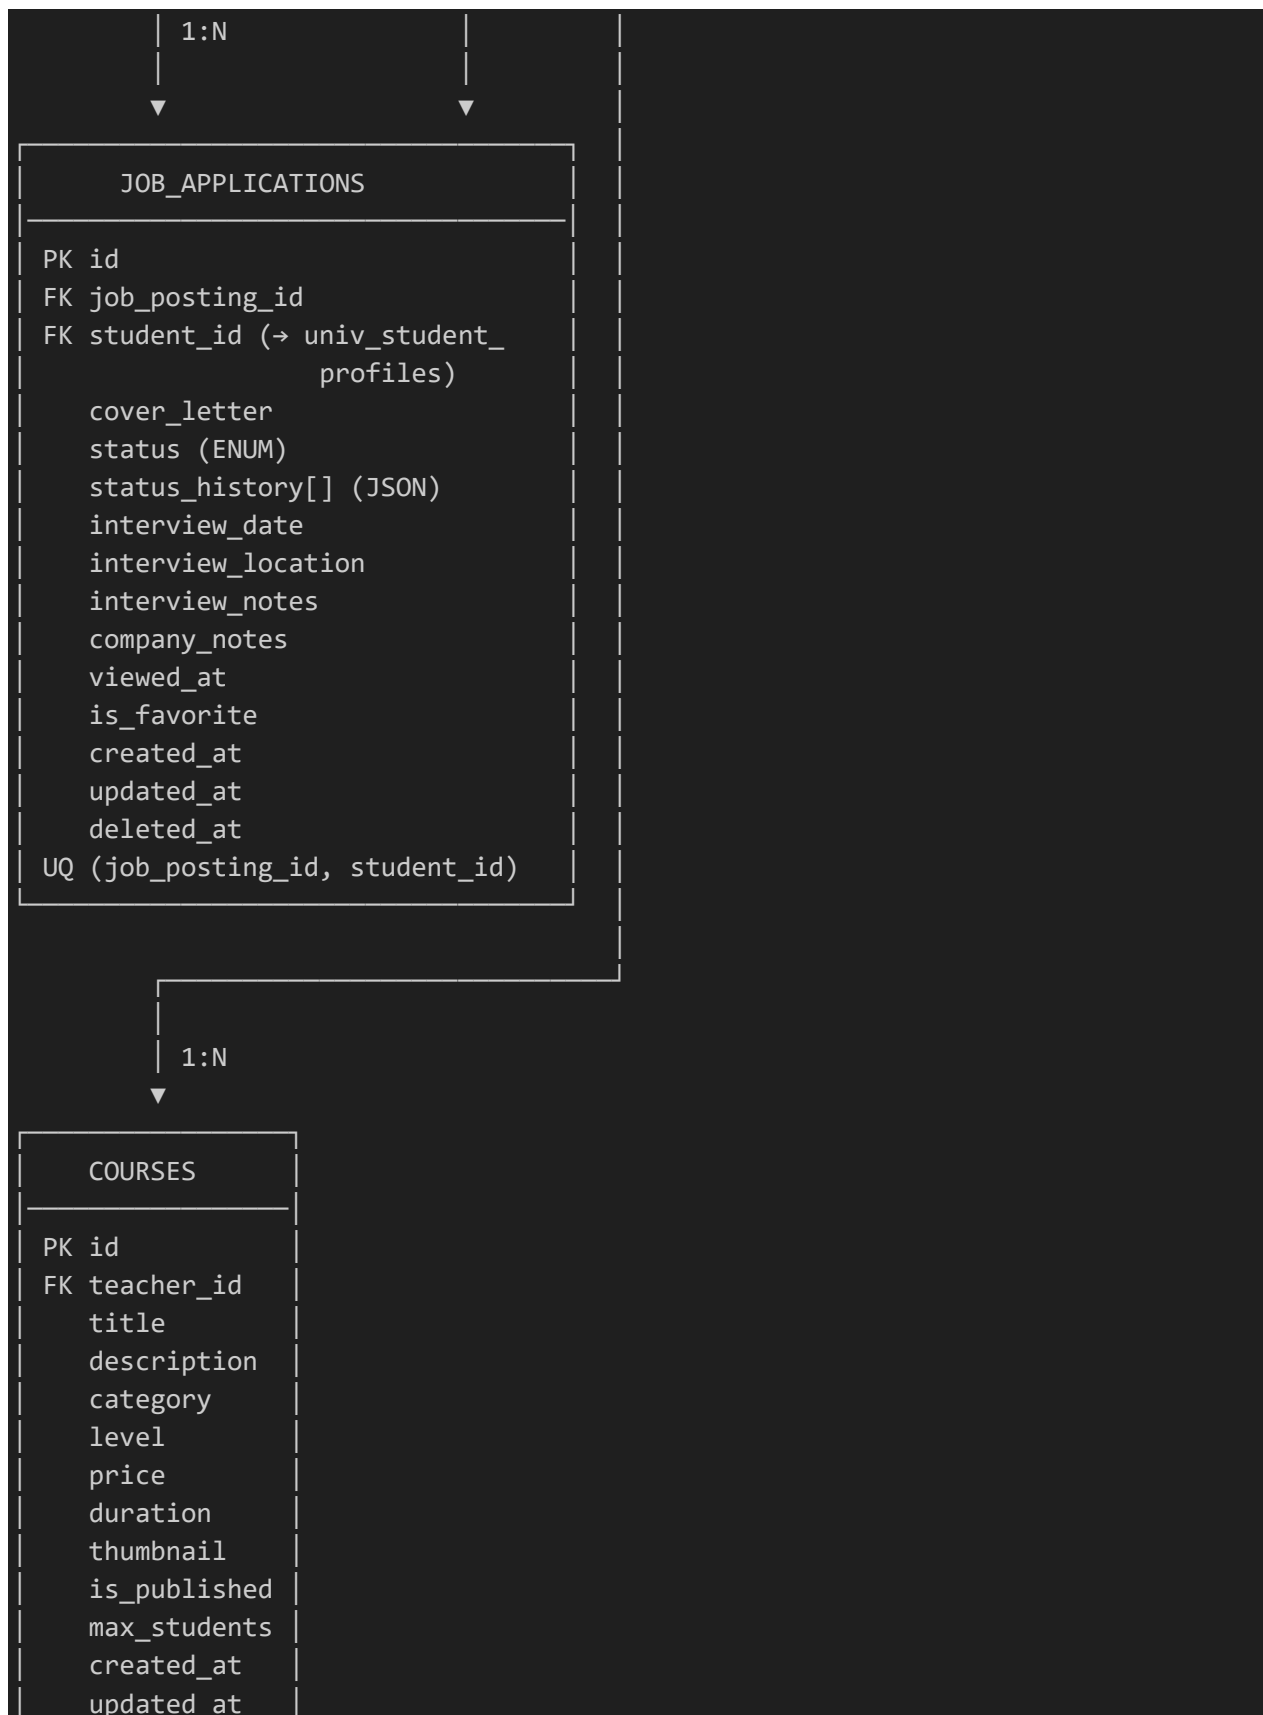 1:N
JOB_APPLICATIONS
PK id
FK job_posting_id
FK student_id (→ univ_student_
profiles)
cover_letter
status (ENUM)
status_history[] (JSON)
interview_date
interview_location
interview_notes
company_notes
viewed_at
is_favorite
created_at
updated_at
deleted_at
UQ (job_posting_id, student_id)
1:N
COURSES
PK id
FK teacher_id
title
description
category
level
price
duration
thumbnail
is_published
max_students
created_at
updated_at